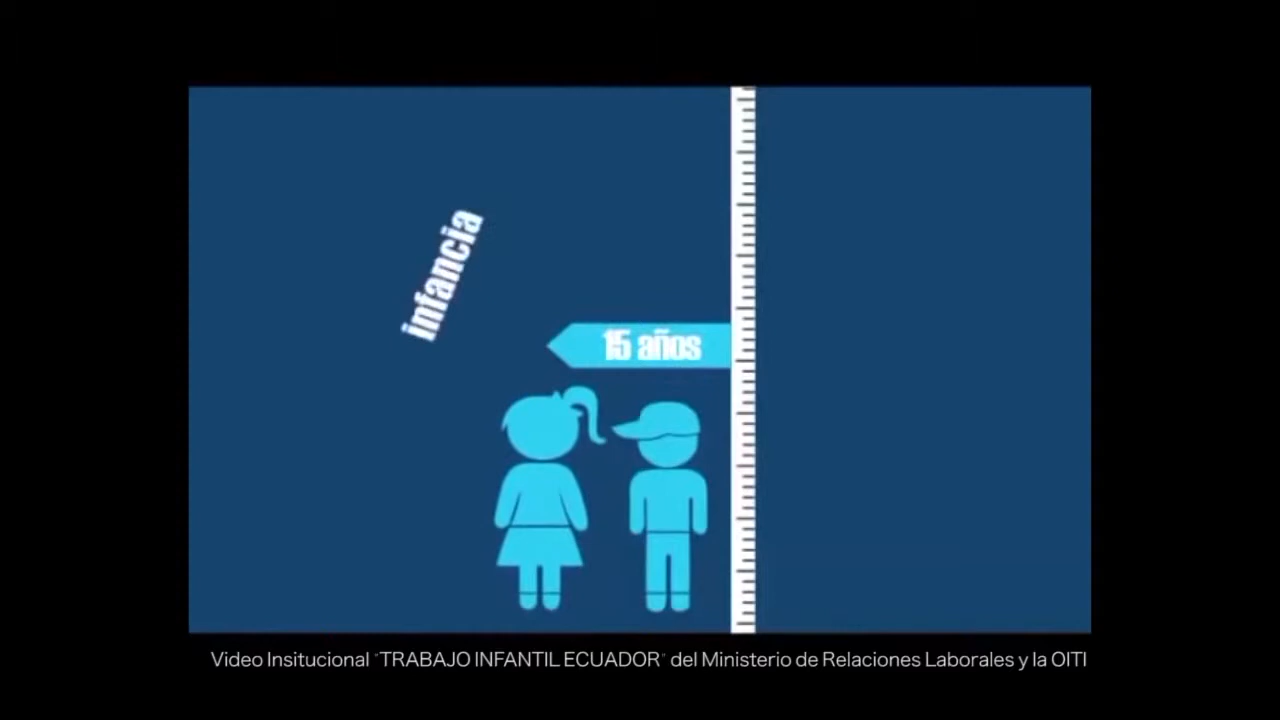 infancia
15 años
Video Insitucional "TRABAJO INFANTIL ECUADOR" del Ministerio de Relaciones Laborales y la OITI